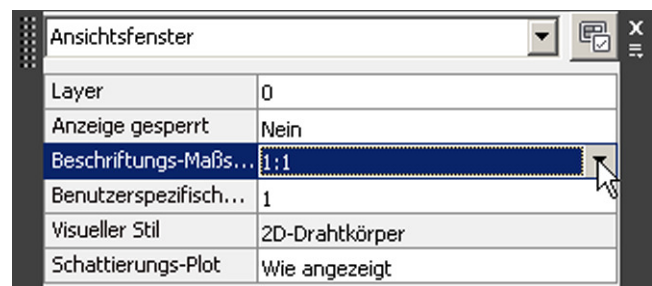 Ansichtsfenster
Layer 0
Anzeige gesperrt Nein
Beschriftungs-Maßs... 1:1
Benutzerspezifisch... 1
Visueller Stil 2D-Drahtkörper
Schattierungs-Plot Wie angezeigt